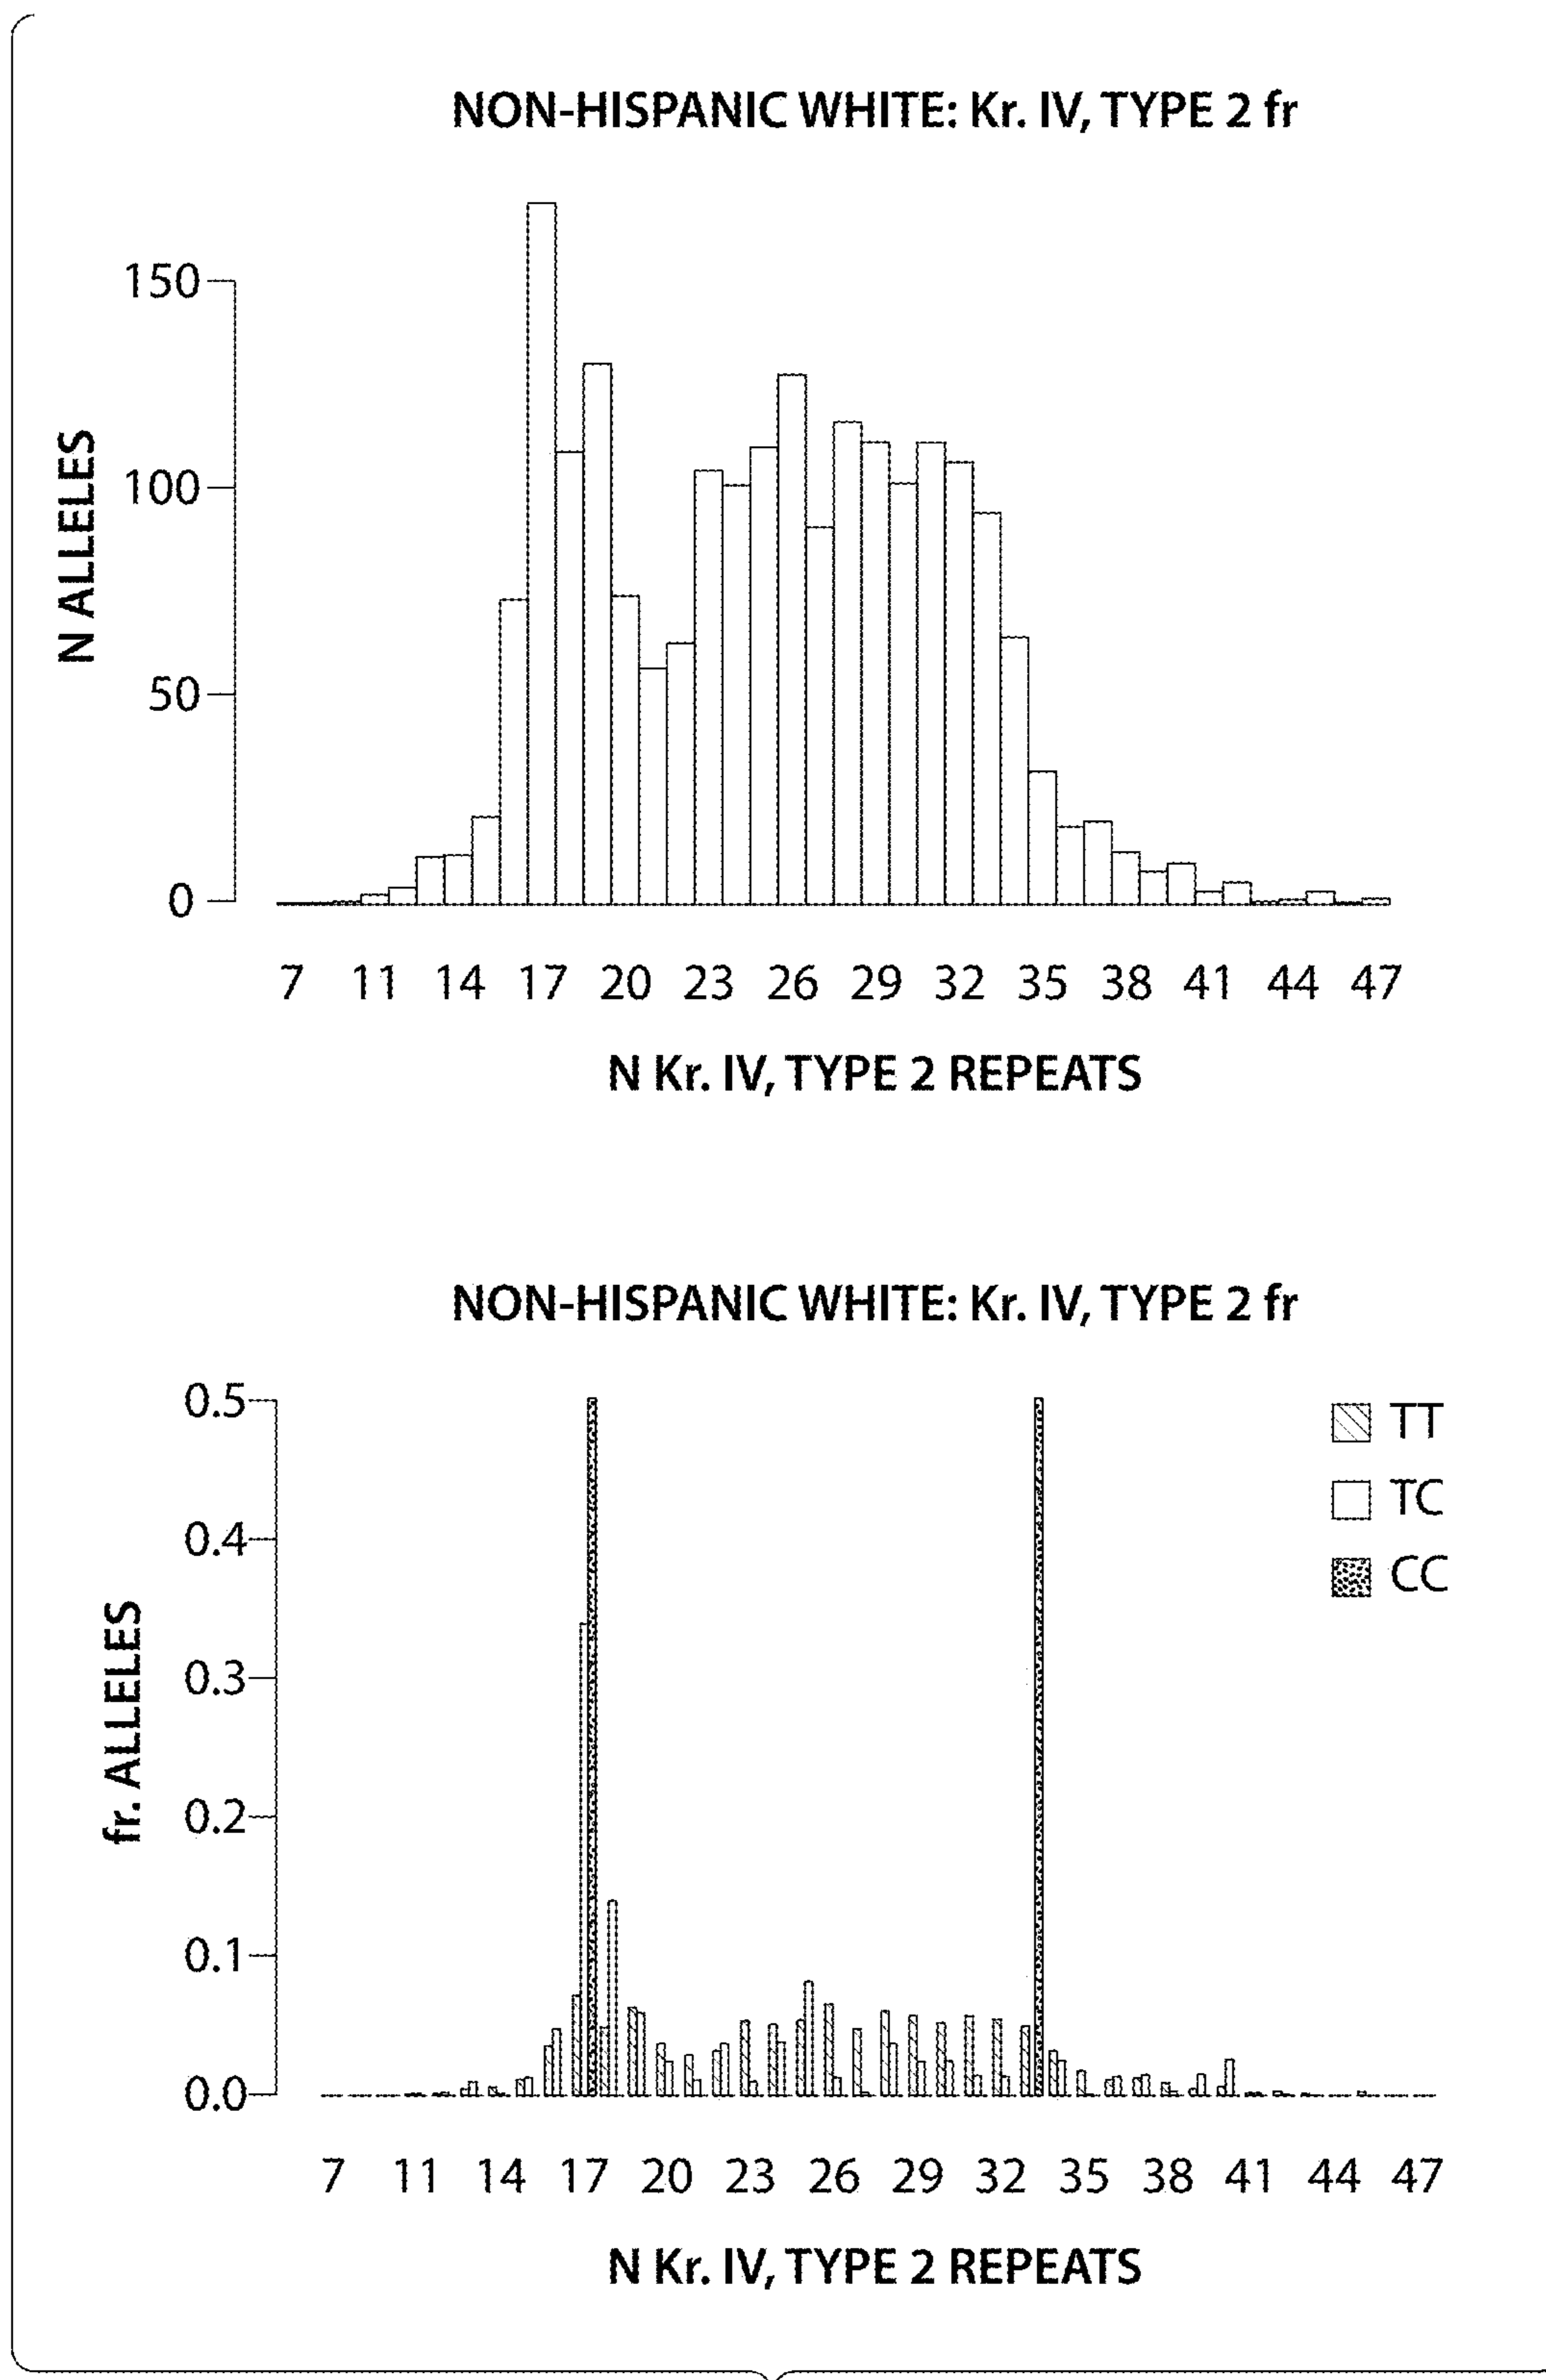 NON-HISPANIC WHITE: Kr. IV, TYPE 2 fr
150
100
50
0
N ALLELES
7 11 14 17 20 23 26 29 32 35 38 41 44 47
N Kr. IV, TYPE 2 REPEATS
NON-HISPANIC WHITE: Kr. IV, TYPE 2 fr
0.5
0.4
0.3
0.2
0.1
0.0
fr. ALLELES
TT
TC
CC
7 11 14 17 20 23 26 29 32 35 38 41 44 47
N Kr. IV, TYPE 2 REPEATS